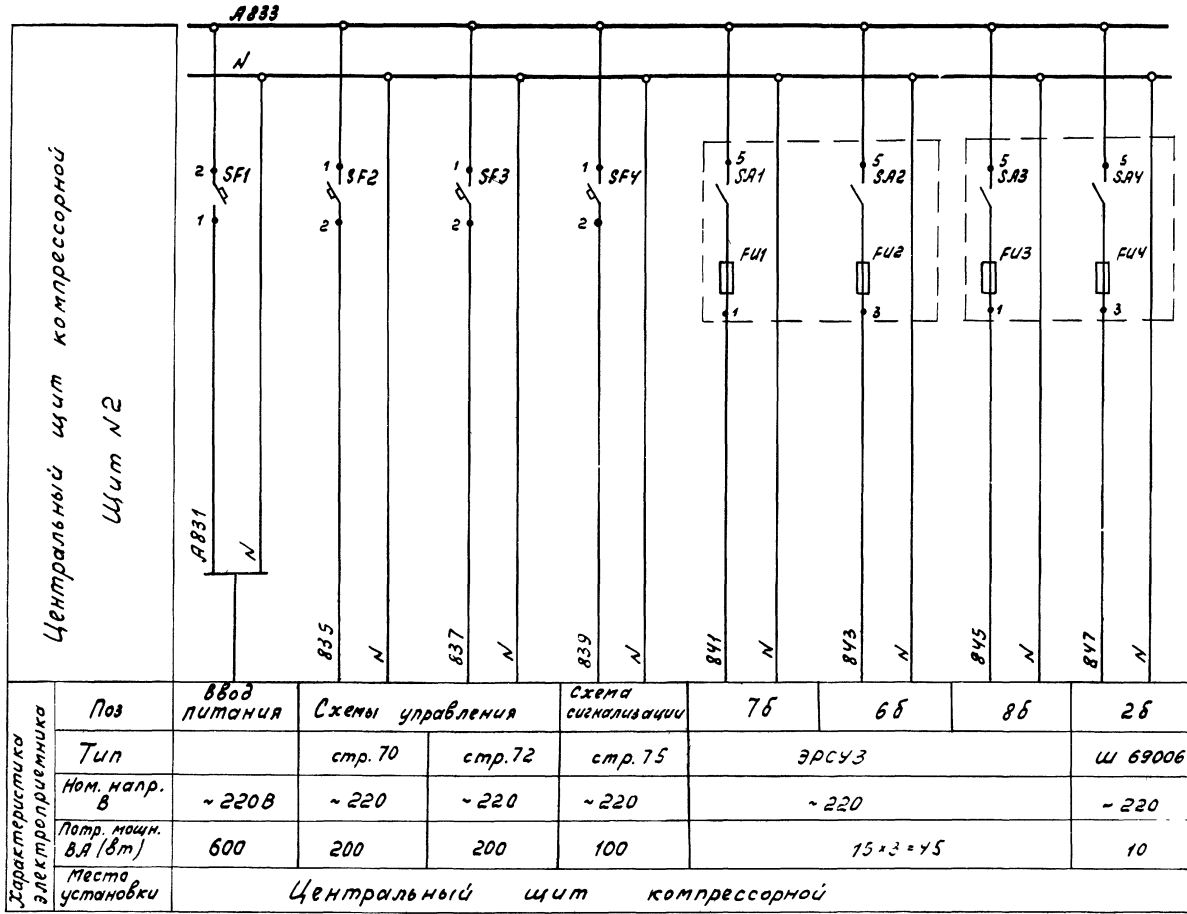 А833
N
Центральный щит компрессорной
Щит N2
2 SF1
1
1 SF2
2
1 SF3
2
1 SF4
2
5 SA1
FU1
1
5 SA2
FU2
3
5 SA3
FU3
1
5 SA4
FU4
3
А831 N
835 N
837 N
839 N
841 N
843 N
845 N
847 N
Характеристика
электроприемника
Поз
Ввод
питания
Схемы управления
Схема
сигнализации
7б 6б 8б 2б
Тип стр. 70 стр. 72 стр. 75 ЭРСУ3 Ш 69006
Ном. напр.
В
~ 220В ~ 220 ~ 220 ~ 220 ~ 220 ~ 220
Потр. мощн.
ВА (Вт)
600 200 200 100 15×3=45 10
Место
установки
Центральный щит компрессорной